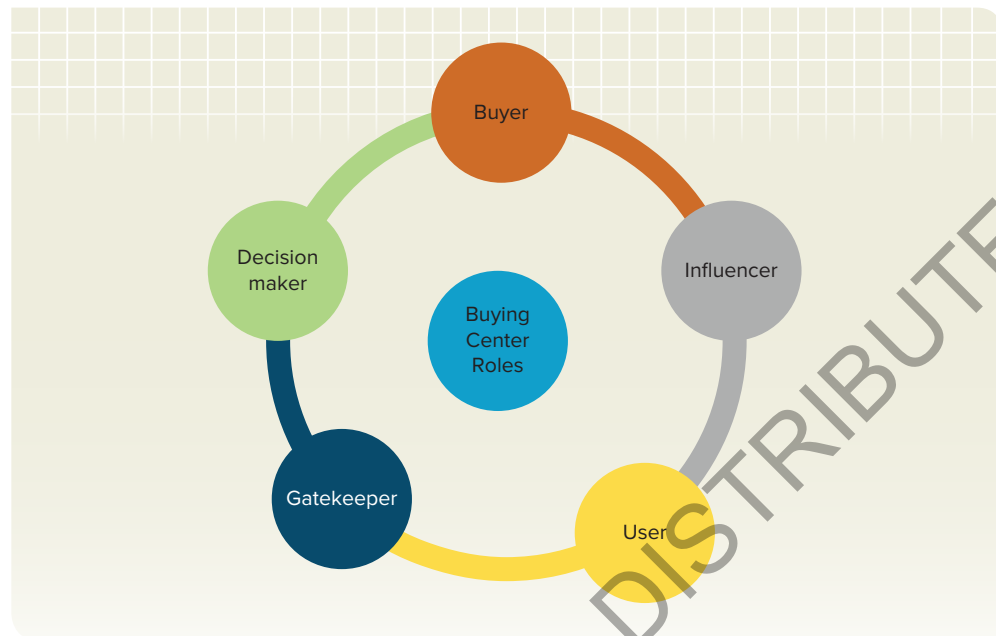 Buyer
Decision
maker
Influencer
Buying
Center
Roles
Gatekeeper
User
DISTRIBUTE